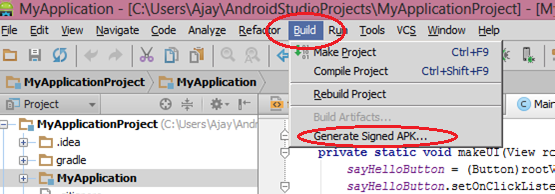 MyApplication - [C:\Users\Ajay\AndroidStudioProjects\MyApplicationProject] - [M
File Edit View Navigate Code Analyze Refactor Build Run Tools VCS Window Help
MyApplicationProject MyApplication
Make Project Ctrl+F9
Compile Project Ctrl+Shift+F9
Rebuild Project
Build Artifacts...
Generate Signed APK...
Project
Main
MyApplicationProject (C:\Users\Ajay\And
.idea
gradle
MyApplication
private static void makeUI(View ro
sayHelloButton = (Button)rootV
sayHelloButton.setOnClickListe